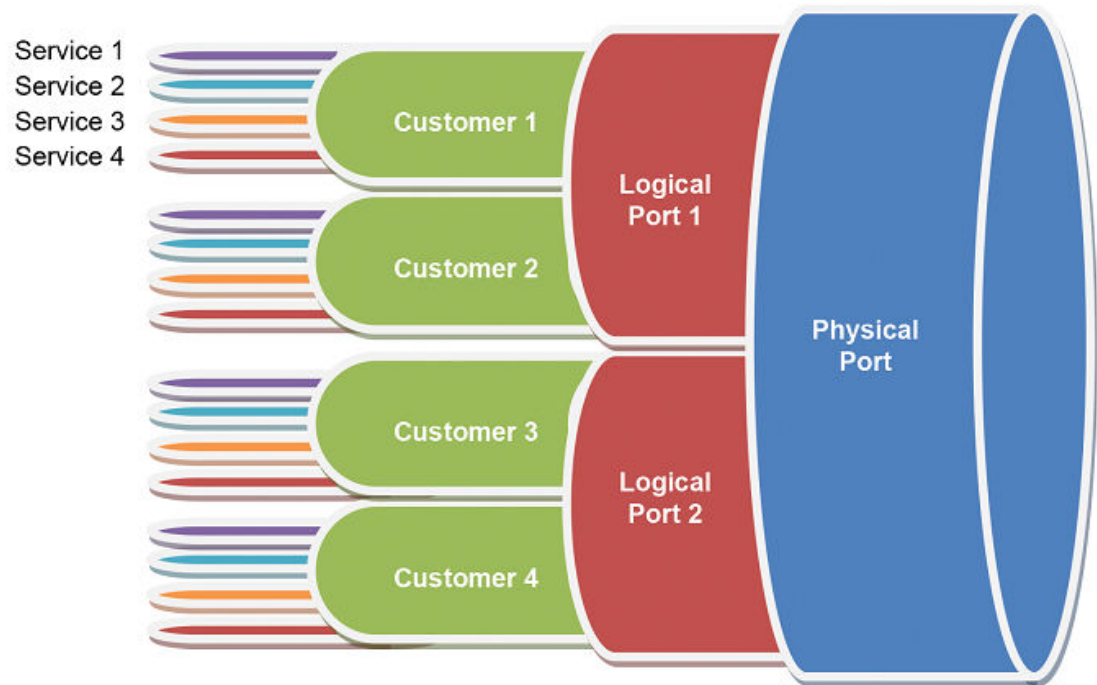 Service 1
Service 2
Service 3
Service 4
Customer 1
Customer 2
Customer 3
Customer 4
Logical
Port 1
Logical
Port 2
Physical
Port